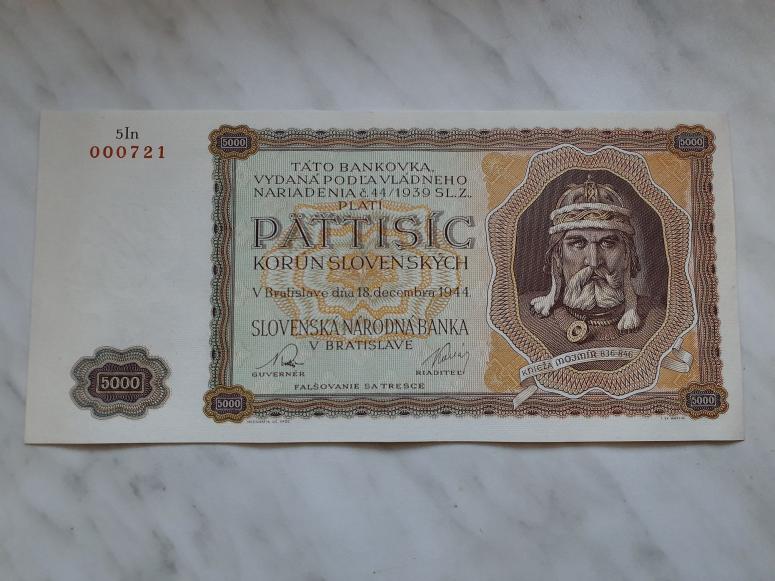 5In
000721
5000
5000
TÁTO BANKOVKA,
VYDANÁ PODĽA VLÁDNEHO
NARIADENIA č. 44/1939 SL. Z.,
PLATÍ
PÄŤTISÍC
KORÚN SLOVENSKÝCH
V Bratislave dňa 18. decembra 1944
SLOVENSKÁ NÁRODNÁ BANKA
V BRATISLAVE
GUVERNÉR
RIADITEĽ
FALŠOVANIE SA TRESCE
KNIEŽA MOJMÍR 836-846
5000
5000
5000